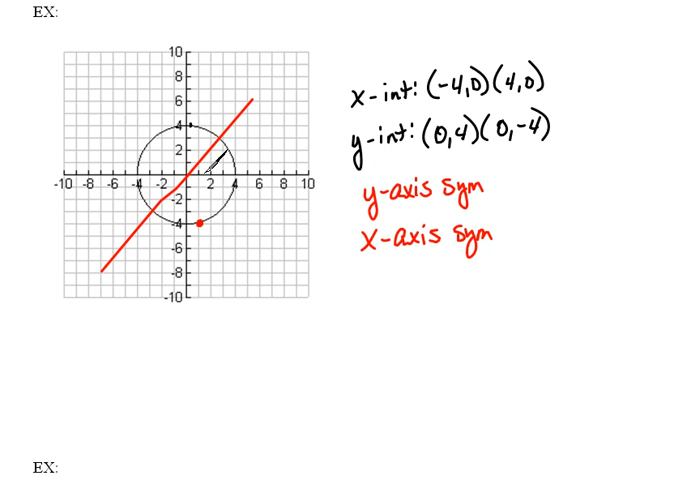 EX:
10
8
6
4
2
-10 -8 -6 -4 -2 2 4 6 8 10
-2
-4
-6
-8
-10
x-int: (-4,0)(4,0)
y-int: (0,4)(0,-4)
y-axis sym
x-axis sym
EX: